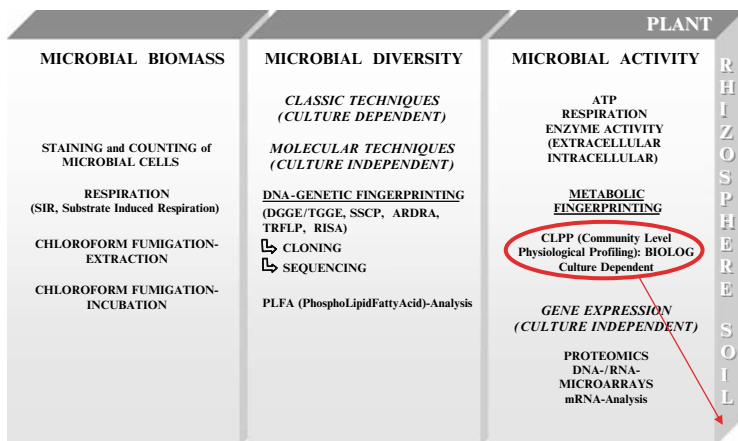 PLANT
MICROBIAL BIOMASS
STAINING and COUNTING of
MICROBIAL CELLS
RESPIRATION
(SIR, Substrate Induced Respiration)
CHLOROFORM FUMIGATION-
EXTRACTION
CHLOROFORM FUMIGATION-
INCUBATION
MICROBIAL DIVERSITY
CLASSIC TECHNIQUES
(CULTURE DEPENDENT)
MOLECULAR TECHNIQUES
(CULTURE INDEPENDENT)
DNA-GENETIC FINGERPRINTING
(DGGE/TGGE, SSCP, ARDRA,
TRFLP, RISA)
CLONING
SEQUENCING
PLFA (PhosphoLipidFattyAcid)-Analysis
MICROBIAL ACTIVITY
ATP
RESPIRATION
ENZYME ACTIVITY
(EXTRACELLULAR
INTRACELLULAR)
METABOLIC
FINGERPRINTING
CLPP (Community Level
Physiological Profiling): BIOLOG
Culture Dependent
GENE EXPRESSION
(CULTURE INDEPENDENT)
PROTEOMICS
DNA-/RNA-
MICROARRAYS
mRNA-Analysis
RHIZOSPHERE SOIL